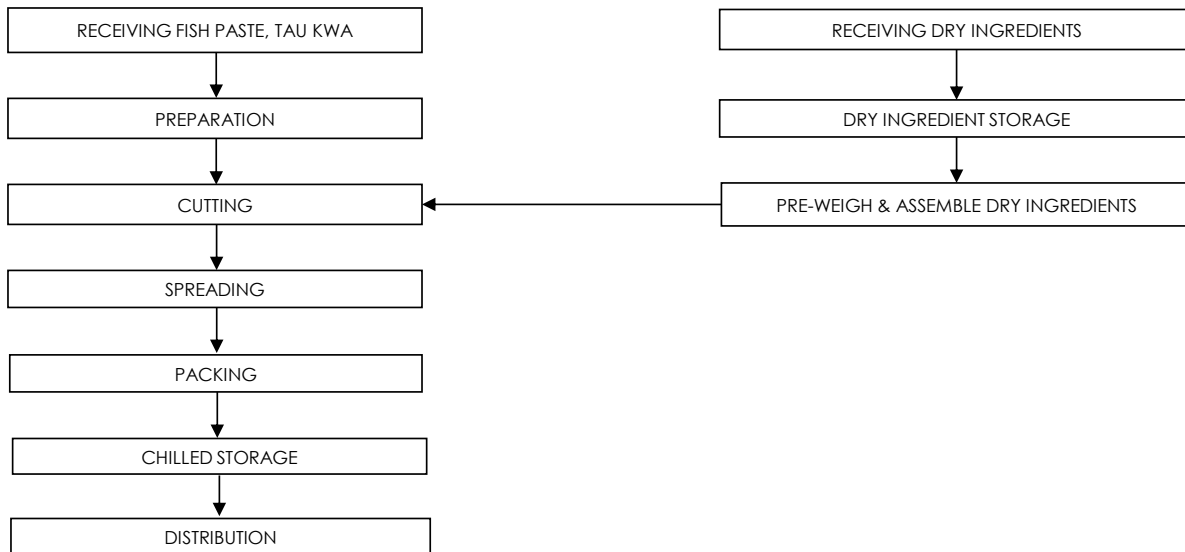 RECEIVING FISH PASTE, TAU KWA
PREPARATION
CUTTING
SPREADING
PACKING
CHILLED STORAGE
DISTRIBUTION
RECEIVING DRY INGREDIENTS
DRY INGREDIENT STORAGE
PRE-WEIGH & ASSEMBLE DRY INGREDIENTS